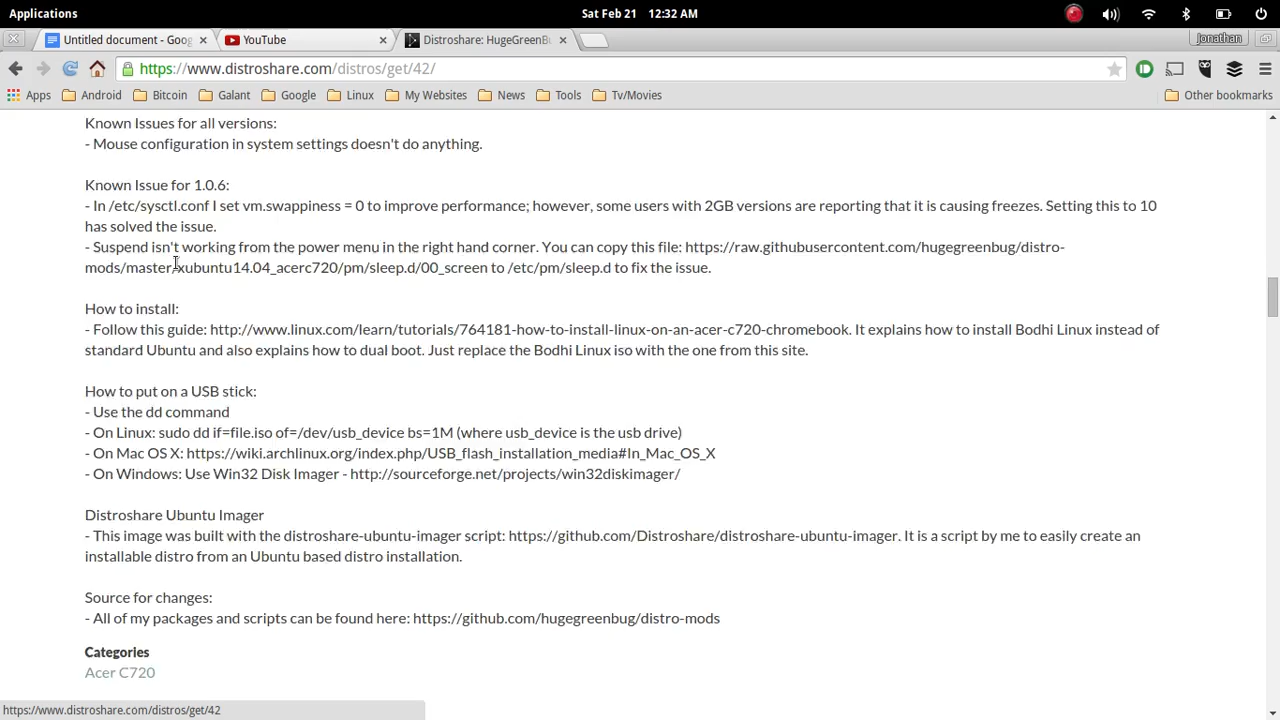 Applications
Sat Feb 21 12:32 AM
Untitled document - Goog
YouTube
Distroshare: HugeGreenBu
Jonathan
https://www.distroshare.com/distros/get/42/
Apps Android Bitcoin Galant Google Linux My Websites News Tools Tv/Movies Other bookmarks
Known Issues for all versions:
- Mouse configuration in system settings doesn't do anything.
Known Issue for 1.0.6:
- In /etc/sysctl.conf I set vm.swappiness = 0 to improve performance; however, some users with 2GB versions are reporting that it is causing freezes. Setting this to 10
has solved the issue.
- Suspend isn't working from the power menu in the right hand corner. You can copy this file: https://raw.githubusercontent.com/hugegreenbug/distro-
mods/master/xubuntu14.04_acerc720/pm/sleep.d/00_screen to /etc/pm/sleep.d to fix the issue.
How to install:
- Follow this guide: http://www.linux.com/learn/tutorials/764181-how-to-install-linux-on-an-acer-c720-chromebook. It explains how to install Bodhi Linux instead of
standard Ubuntu and also explains how to dual boot. Just replace the Bodhi Linux iso with the one from this site.
How to put on a USB stick:
- Use the dd command
- On Linux: sudo dd if=file.iso of=/dev/usb_device bs=1M (where usb_device is the usb drive)
- On Mac OS X: https://wiki.archlinux.org/index.php/USB_flash_installation_media#In_Mac_OS_X
- On Windows: Use Win32 Disk Imager - http://sourceforge.net/projects/win32diskimager/
Distroshare Ubuntu Imager
- This image was built with the distroshare-ubuntu-imager script: https://github.com/Distroshare/distroshare-ubuntu-imager. It is a script by me to easily create an
installable distro from an Ubuntu based distro installation.
Source for changes:
- All of my packages and scripts can be found here: https://github.com/hugegreenbug/distro-mods
Categories
Acer C720
https://www.distroshare.com/distros/get/42